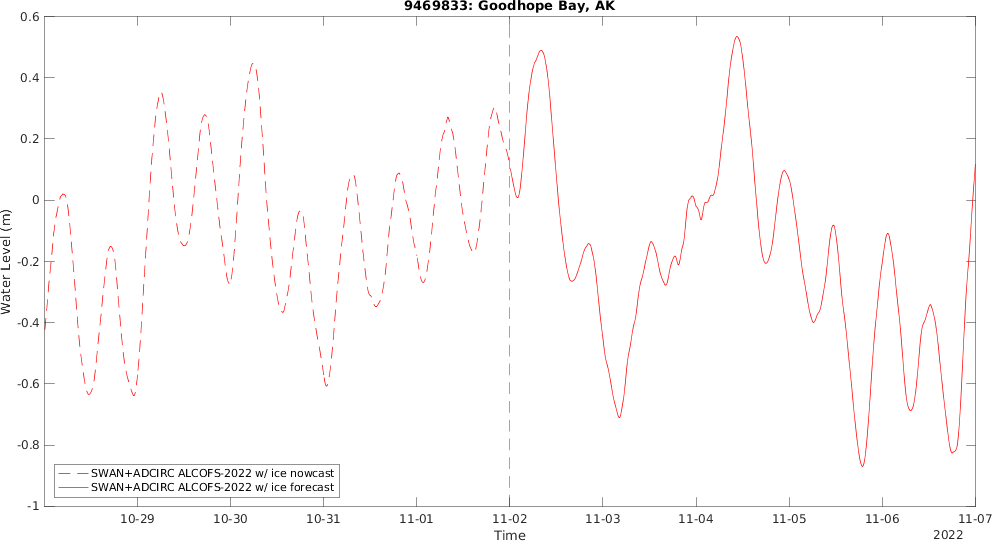 9469833: Goodhope Bay, AK
0.6
0.4
0.2
0
-0.2
-0.4
-0.6
-0.8
-1
Water Level (m)
SWAN+ADCIRC ALCOFS-2022 w/ ice nowcast
SWAN+ADCIRC ALCOFS-2022 w/ ice forecast
10-29 10-30 10-31 11-01 11-02 11-03 11-04 11-05 11-06 11-07
Time
2022